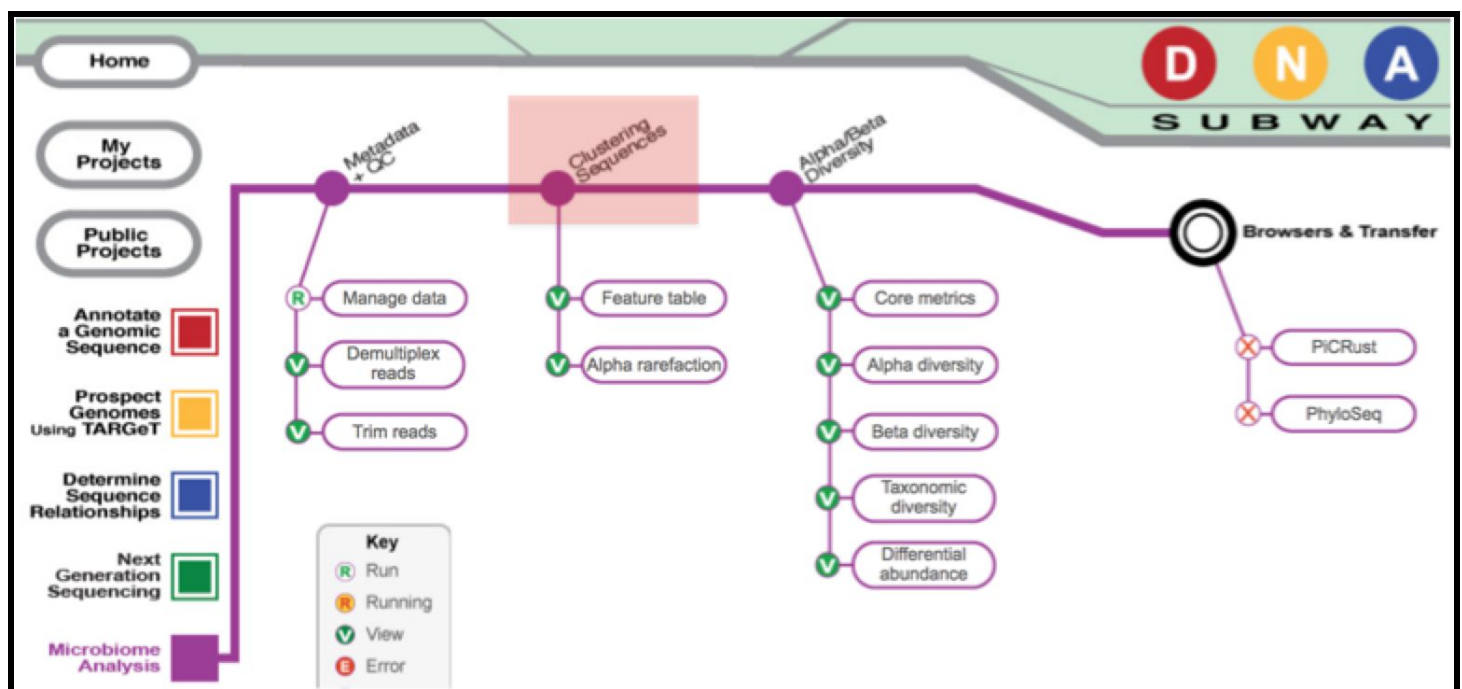 Home
D N A
SUBWAY
My
Projects
Public
Projects
Metadata
+ QC
Clustering
Sequences
Alpha/Beta
Diversity
Browsers & Transfer
R Manage data
V Demultiplex
reads
V Trim reads
V Feature table
V Alpha rarefaction
V Core metrics
V Alpha diversity
V Beta diversity
V Taxonomic
diversity
V Differential
abundance
X PiCRust
X PhyloSeq
Annotate
a Genomic
Sequence
Prospect
Genomes
Using TARGeT
Determine
Sequence
Relationships
Next
Generation
Sequencing
Microbiome
Analysis
Key
R Run
R Running
V View
E Error